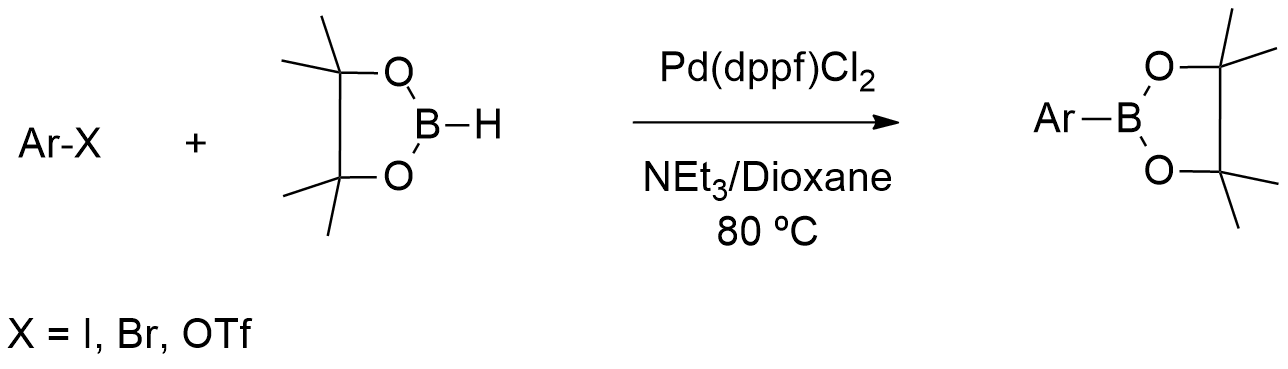 Ar-X + O B-H O
Pd(dppf)Cl₂
NEt₃/Dioxane
80 ºC
Ar-B O O
X = I, Br, OTf